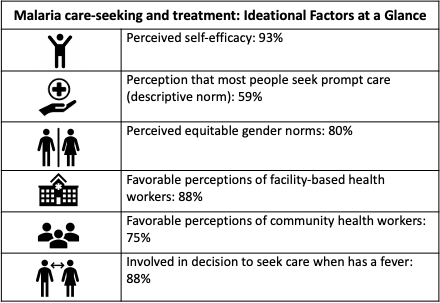 Malaria care-seeking and treatment: Ideational Factors at a Glance
Perceived self-efficacy: 93%
Perception that most people seek prompt care
(descriptive norm): 59%
Perceived equitable gender norms: 80%
Favorable perceptions of facility-based health
workers: 88%
Favorable perceptions of community health workers:
75%
Involved in decision to seek care when has a fever:
88%